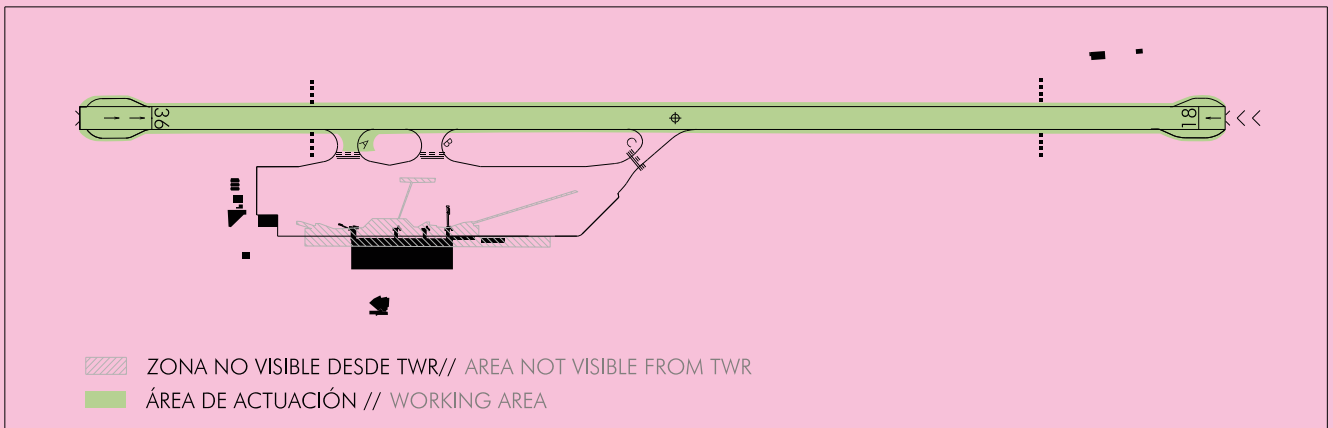 36
18
A
B
C
ZONA NO VISIBLE DESDE TWR// AREA NOT VISIBLE FROM TWR
ÁREA DE ACTUACIÓN // WORKING AREA